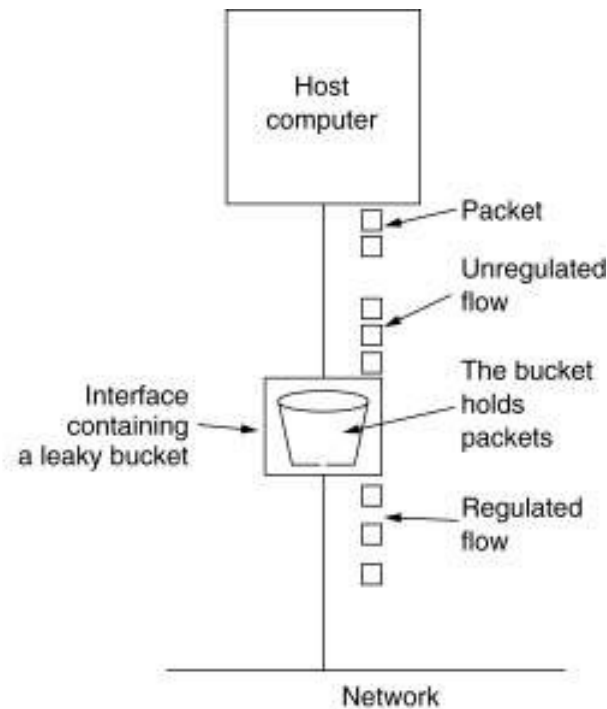 Host
computer
Packet
Unregulated
flow
The bucket
holds
packets
Interface
containing
a leaky bucket
Regulated
flow
Network